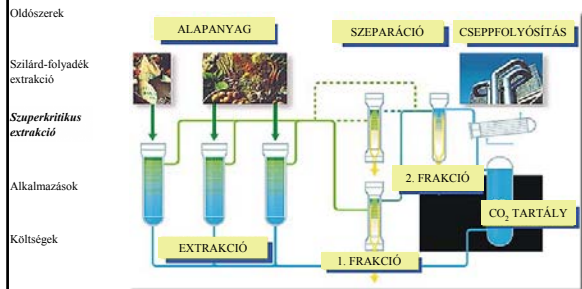 Oldószerek
Szilárd-folyadék
extrakció
Szuperkritikus
extrakció
Alkalmazások
Költségek
ALAPANYAG
SZEPARÁCIÓ
CSEPPFOLYÓSÍTÁS
2. FRAKCIÓ
CO₂ TARTÁLY
EXTRAKCIÓ
1. FRAKCIÓ